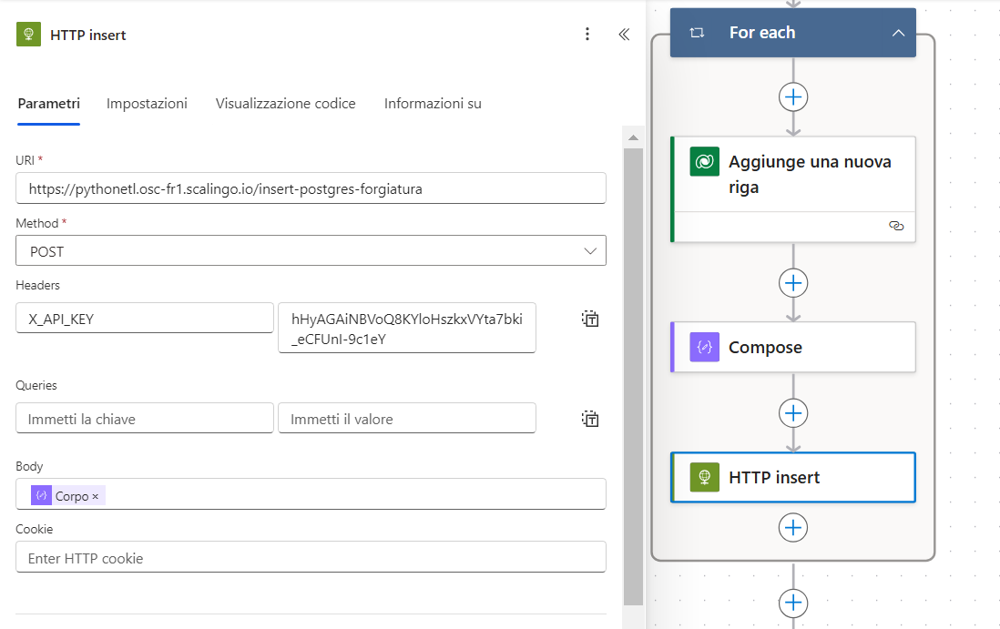 HTTP insert
Parametri Impostazioni Visualizzazione codice Informazioni su
URI *
https://pythonetl.osc-fr1.scalingo.io/insert-postgres-forgiatura
Method *
POST
Headers
X_API_KEY
hHyAGAiNBVoQ8KYloHszkxVYta7bki
_eCFUnI-9c1eY
Queries
Immetti la chiave
Immetti il valore
Body
Corpo ×
Cookie
Enter HTTP cookie
For each
Aggiunge una nuova
riga
Compose
HTTP insert